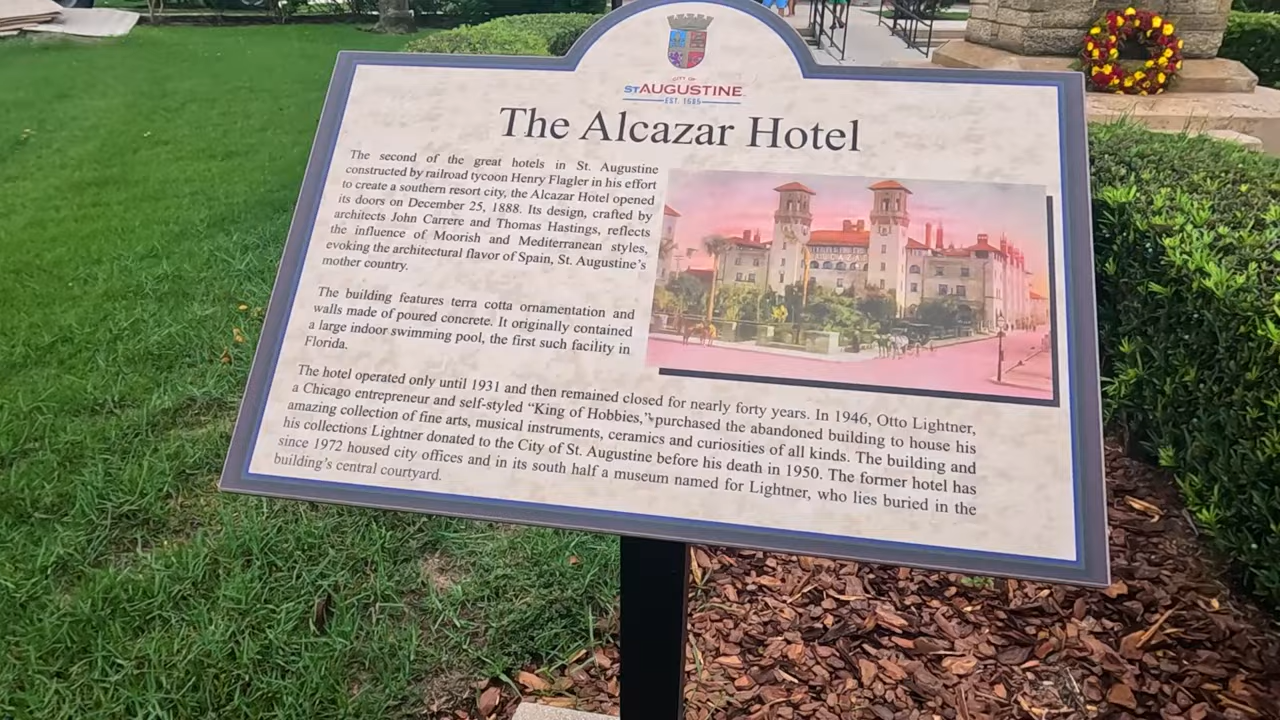 CITY OF
STAUGUSTINE
EST. 1565
The Alcazar Hotel
The second of the great hotels in St. Augustine
constructed by railroad tycoon Henry Flagler in his effort
to create a southern resort city, the Alcazar Hotel opened
its doors on December 25, 1888. Its design, crafted by
architects John Carrere and Thomas Hastings, reflects
the influence of Moorish and Mediterranean styles,
evoking the architectural flavor of Spain, St. Augustine's
mother country.
The building features terra cotta ornamentation and
walls made of poured concrete. It originally contained
a large indoor swimming pool, the first such facility in
Florida.
The hotel operated only until 1931 and then remained closed for nearly forty years. In 1946, Otto Lightner,
a Chicago entrepreneur and self-styled “King of Hobbies,” purchased the abandoned building to house his
amazing collection of fine arts, musical instruments, ceramics and curiosities of all kinds. The building and
his collections Lightner donated to the City of St. Augustine before his death in 1950. The former hotel has
since 1972 housed city offices and in its south half a museum named for Lightner, who lies buried in the
building's central courtyard.